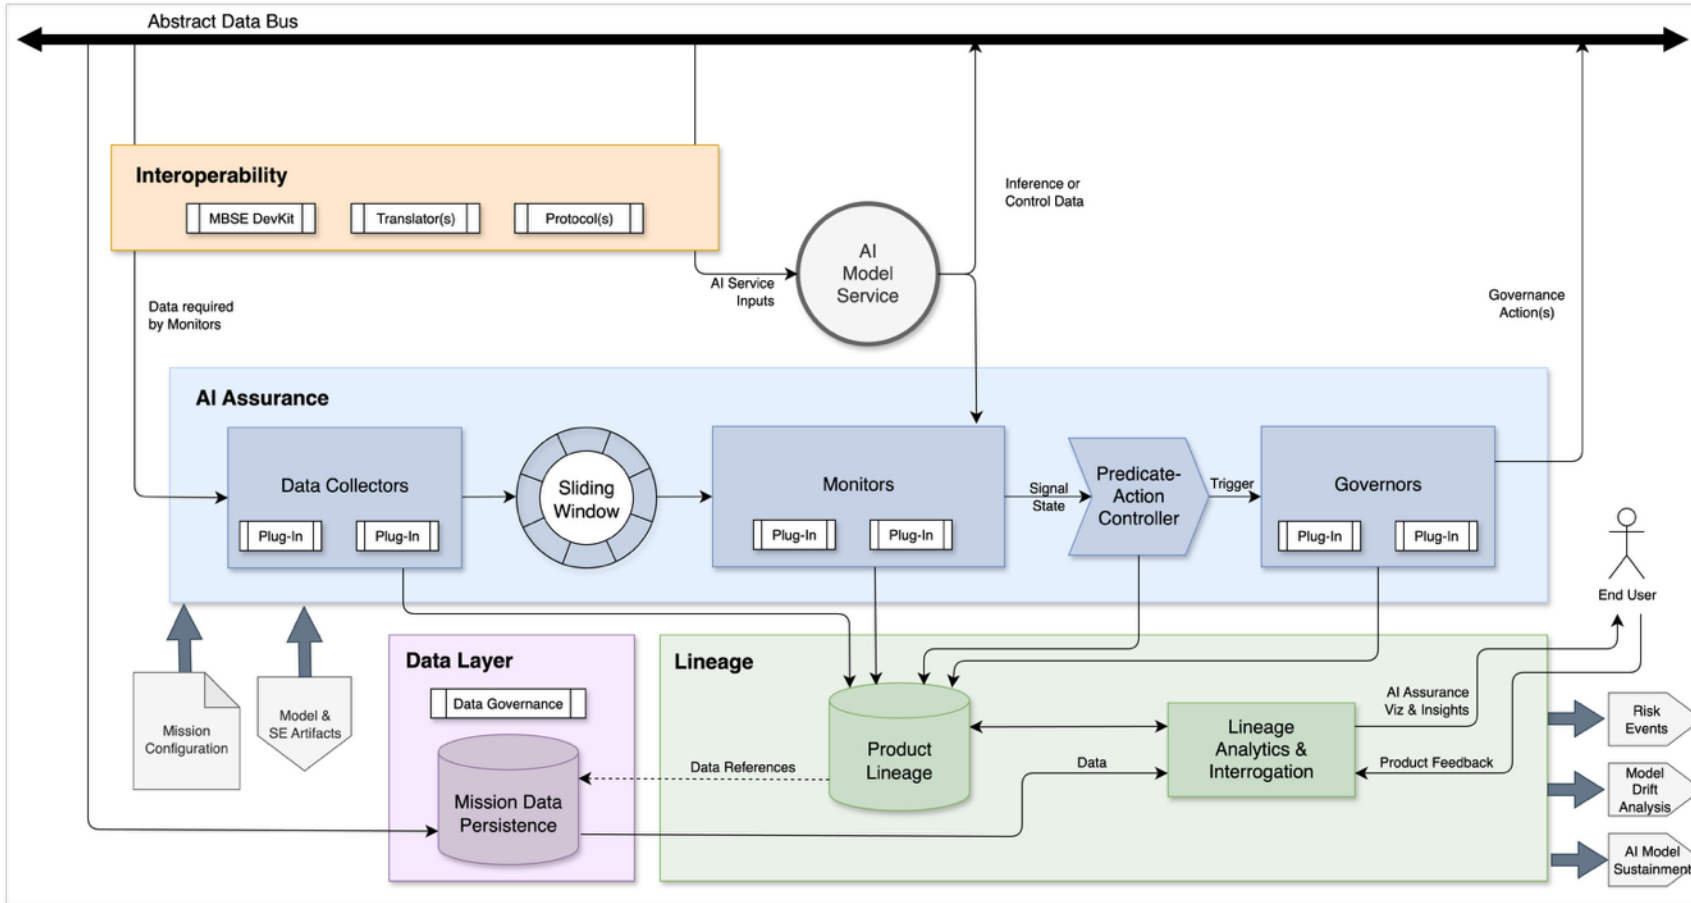 Abstract Data Bus
Interoperability
MBSE DevKit
Translator(s)
Protocol(s)
Inference or
Control Data
AI
Model
Service
AI Service
Inputs
Data required
by Monitors
Governance
Action(s)
AI Assurance
Data Collectors
Plug-In
Plug-In
Sliding
Window
Monitors
Plug-In
Plug-In
Signal
State
Predicate-
Action
Controller
Trigger
Governors
Plug-In
Plug-In
End User
Mission
Configuration
Model &
SE Artifacts
Data Layer
Data Governance
Mission Data
Persistence
Lineage
Product
Lineage
Data References
Data
Lineage
Analytics &
Interrogation
AI Assurance
Viz & Insights
Product Feedback
Risk
Events
Model
Drift
Analysis
AI Model
Sustainment